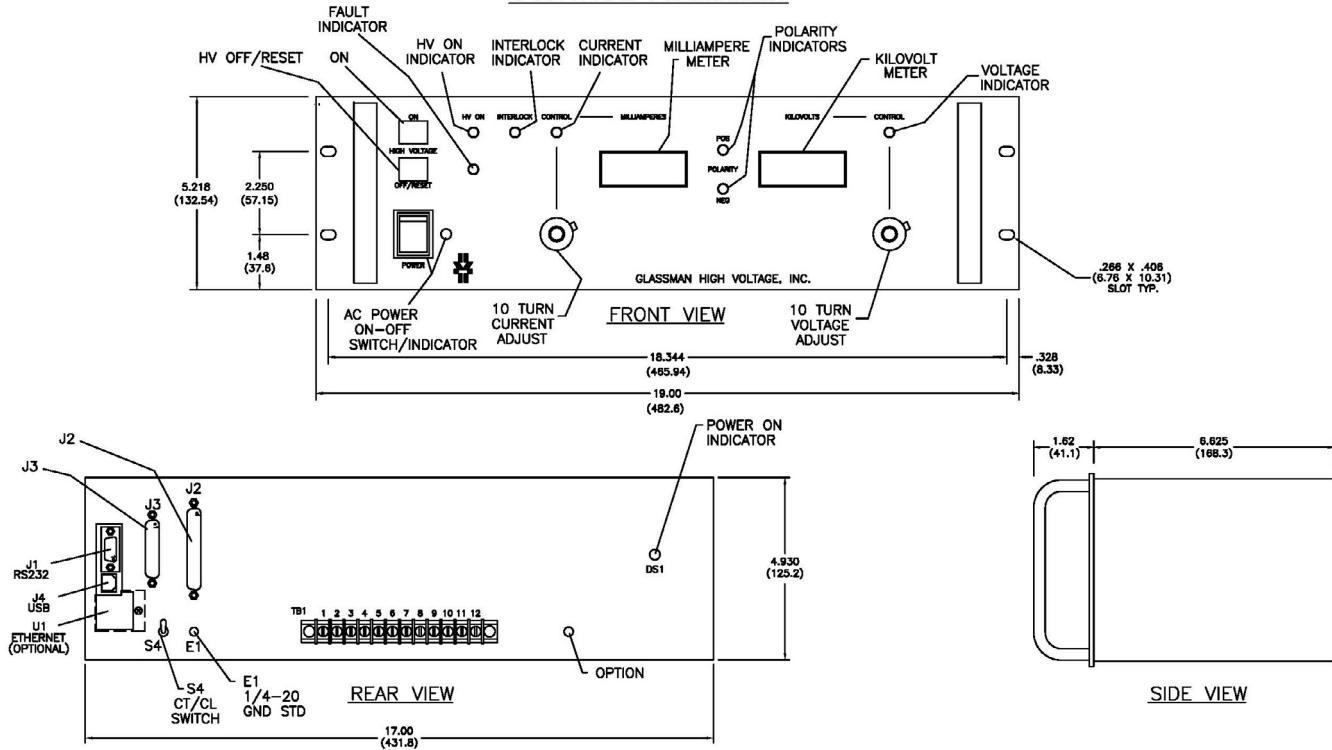 FAULT
INDICATOR
HV ON
INDICATOR
INTERLOCK
INDICATOR
CURRENT
INDICATOR
MILLIAMPERE
METER
POLARITY
INDICATORS
KILOVOLT
METER
VOLTAGE
INDICATOR
HV OFF/RESET
ON
ON
HIGH VOLTAGE
OFF/RESET
HV ON
INTERLOCK
CONTROL
MILLIAMPERES
KILOVOLTS
CONTROL
POS
POLARITY
NEG
POWER
GLASSMAN HIGH VOLTAGE, INC.
5.218
(132.54)
2.250
(57.15)
1.48
(37.6)
.266 X .406
(6.76 X 10.31)
SLOT TYP.
AC POWER
ON-OFF
SWITCH/INDICATOR
10 TURN
CURRENT
ADJUST
FRONT VIEW
10 TURN
VOLTAGE
ADJUST
18.344
(465.94)
.328
(8.33)
19.00
(482.6)
J2
J3
J3
J2
POWER ON
INDICATOR
DS1
J1
RS232
J4
USB
U1
ETHERNET
(OPTIONAL)
S4
E1
TB1 1 2 3 4 5 6 7 8 9 10 11 12
OPTION
S4
CT/CL
SWITCH
E1
1/4-20
GND STD
REAR VIEW
4.930
(125.2)
17.00
(431.8)
1.62
(41.1)
6.625
(168.3)
SIDE VIEW